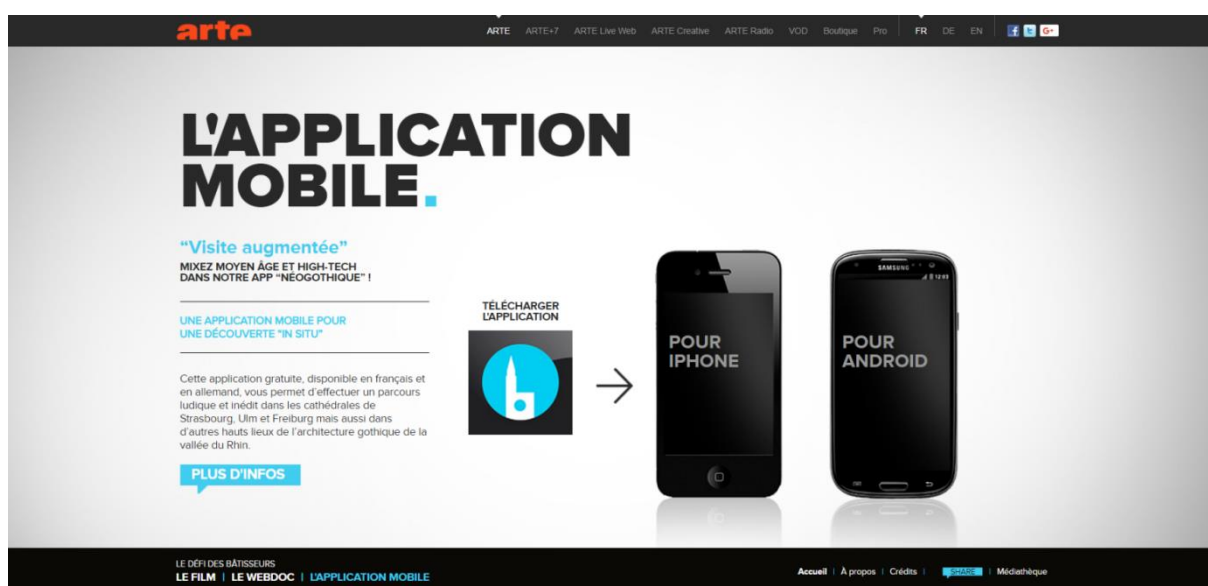 arte
ARTE ARTE+7 ARTE Live Web ARTE Creative ARTE Radio VOD Boutique Pro FR DE EN
L'APPLICATION
MOBILE.
“Visite augmentée”
MIXEZ MOYEN ÂGE ET HIGH-TECH
DANS NOTRE APP “NÉOGOTHIQUE” !
UNE APPLICATION MOBILE POUR
UNE DÉCOUVERTE "IN SITU"
Cette application gratuite, disponible en français et
en allemand, vous permet d'effectuer un parcours
ludique et inédit dans les cathédrales de
Strasbourg, Ulm et Freiburg mais aussi dans
d'autres hauts lieux de l'architecture gothique de la
vallée du Rhin.
PLUS D'INFOS
TÉLÉCHARGER
L'APPLICATION
POUR
IPHONE
SAMSUNG
12:09
POUR
ANDROID
LE DÉFI DES BÂTISSEURS
LE FILM | LE WEBDOC | L'APPLICATION MOBILE
Accueil | À propos | Crédits | SHARE | Médiathèque